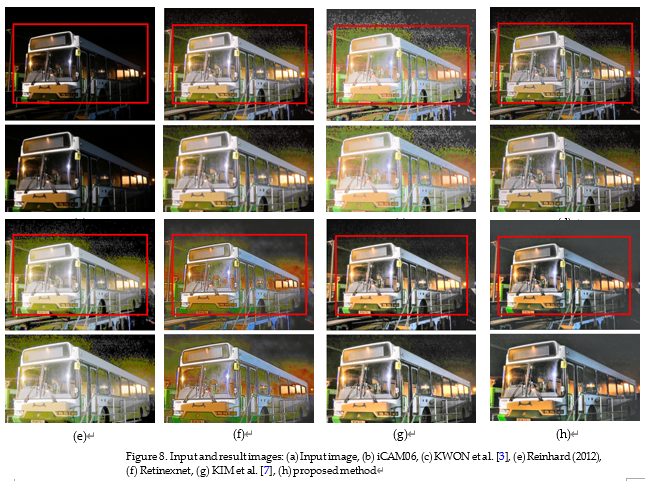 (e)↵ (f)↵ (g)↵ (h)↵
Figure 8. Input and result images: (a) Input image, (b) iCAM06, (c) KWON et al. [3], (e) Reinhard (2012),
(f) Retinexnet, (g) KIM et al. [7], (h) proposed method↵